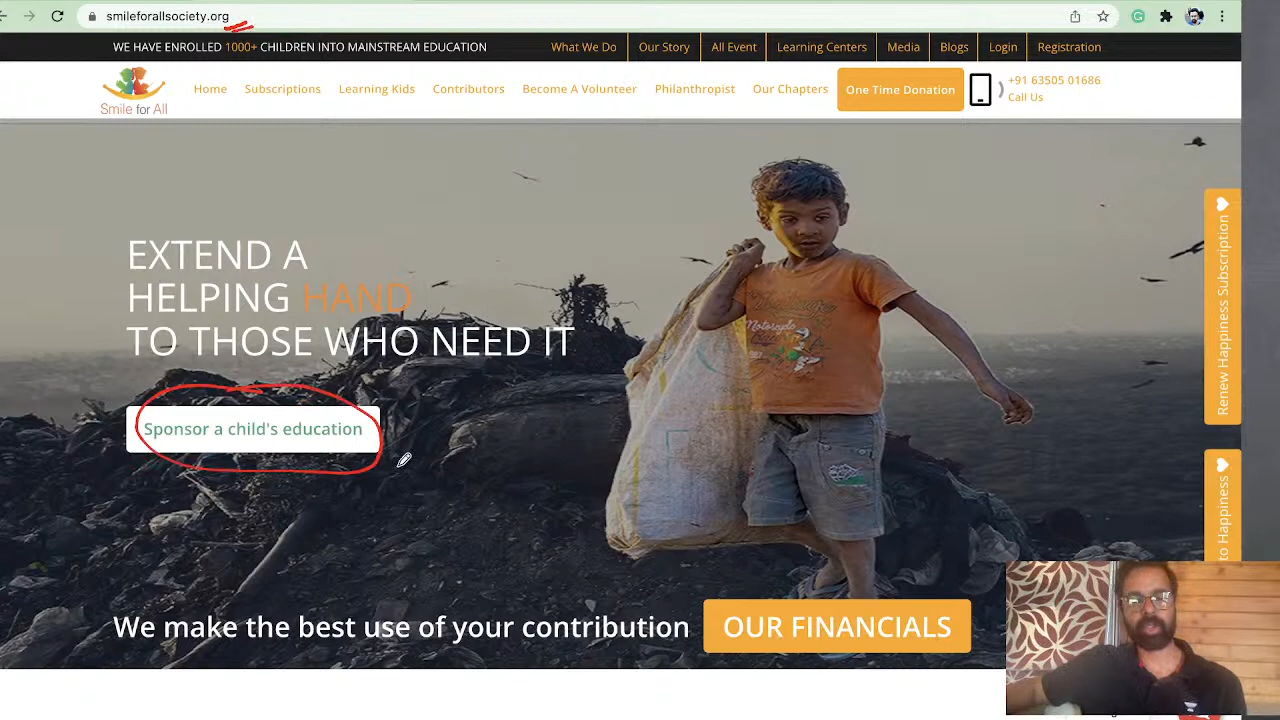 smileforallsociety.org
WE HAVE ENROLLED 1000+ CHILDREN INTO MAINSTREAM EDUCATION
What We Do
Our Story
All Event
Learning Centers
Media
Blogs
Login
Registration
Smile for All
Home
Subscriptions
Learning Kids
Contributors
Become A Volunteer
Philanthropist
Our Chapters
One Time Donation
+91 63505 01686
Call Us
EXTEND A
HELPING HAND
TO THOSE WHO NEED IT
Sponsor a child's education
Renew Happiness Subscription
to Happiness
We make the best use of your contribution
OUR FINANCIALS